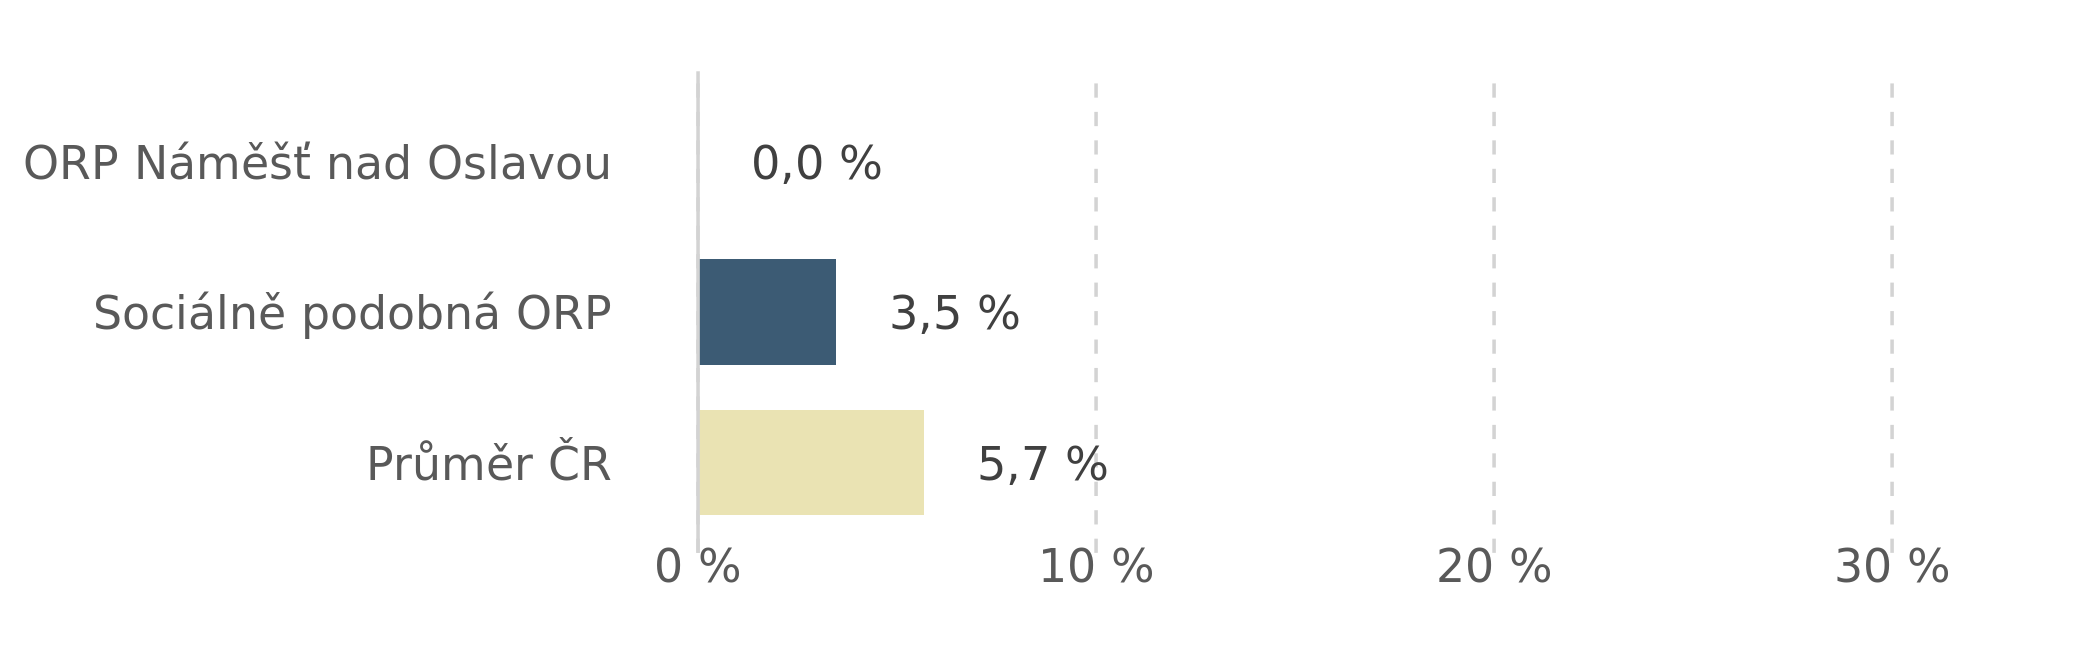 ORP Náměšť nad Oslavou 0,0 %
Sociálně podobná ORP 3,5 %
Průměr ČR 5,7 %
0 % 10 % 20 % 30 %